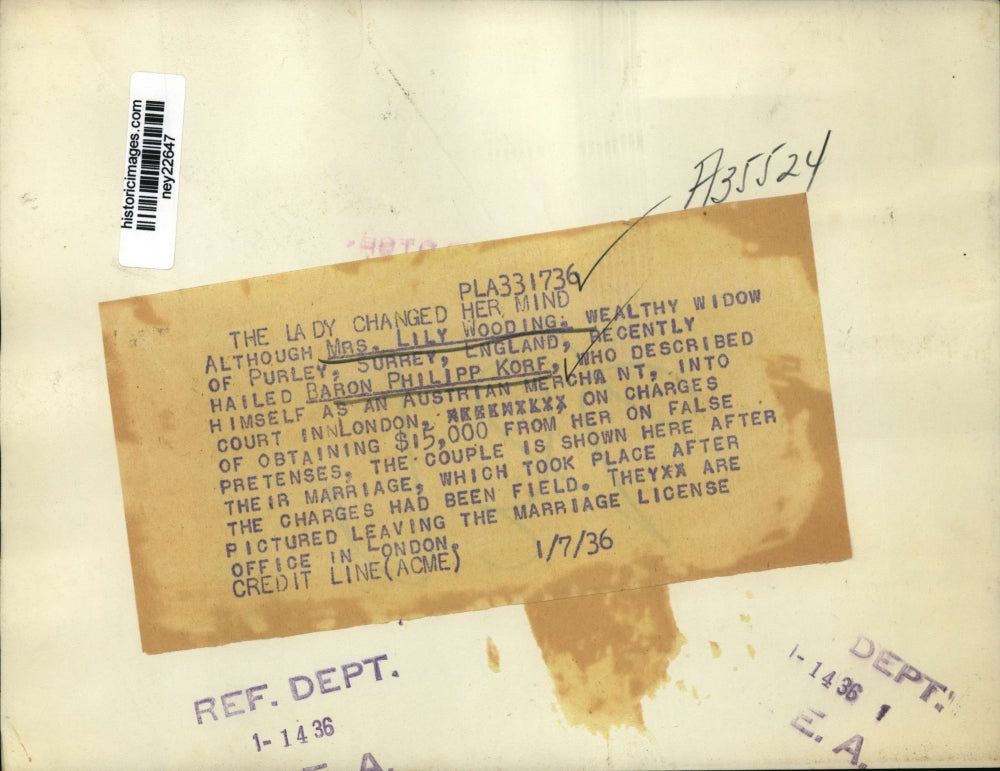 historicimages.com
ney22647
A35524
PLA331736
THE LADY CHANGED HER MIND
ALTHOUGH MRS. LILY WOODING, WEALTHY WIDOW
OF PURLEY, SURREY, ENGLAND, RECENTLY
HAILED BARON PHILIPP KORF, WHO DESCRIBED
HIMSELF AS AN AUSTRIAN MERCHA NT, INTO
COURT INNLONDON, ON CHARGES
OF OBTAINING $15,000 FROM HER ON FALSE
PRETENSES, THE COUPLE IS SHOWN HERE AFTER
THEIR MARRIAGE, WHICH TOOK PLACE AFTER
THE CHARGES HAD BEEN FIELD. THEYXX ARE
PICTURED LEAVING THE MARRIAGE LICENSE
OFFICE IN LONDON.
CREDIT LINE(ACME) 1/7/36
REF. DEPT.
1-14 36
E. A.
DEPT.
1-14 36
E. A.